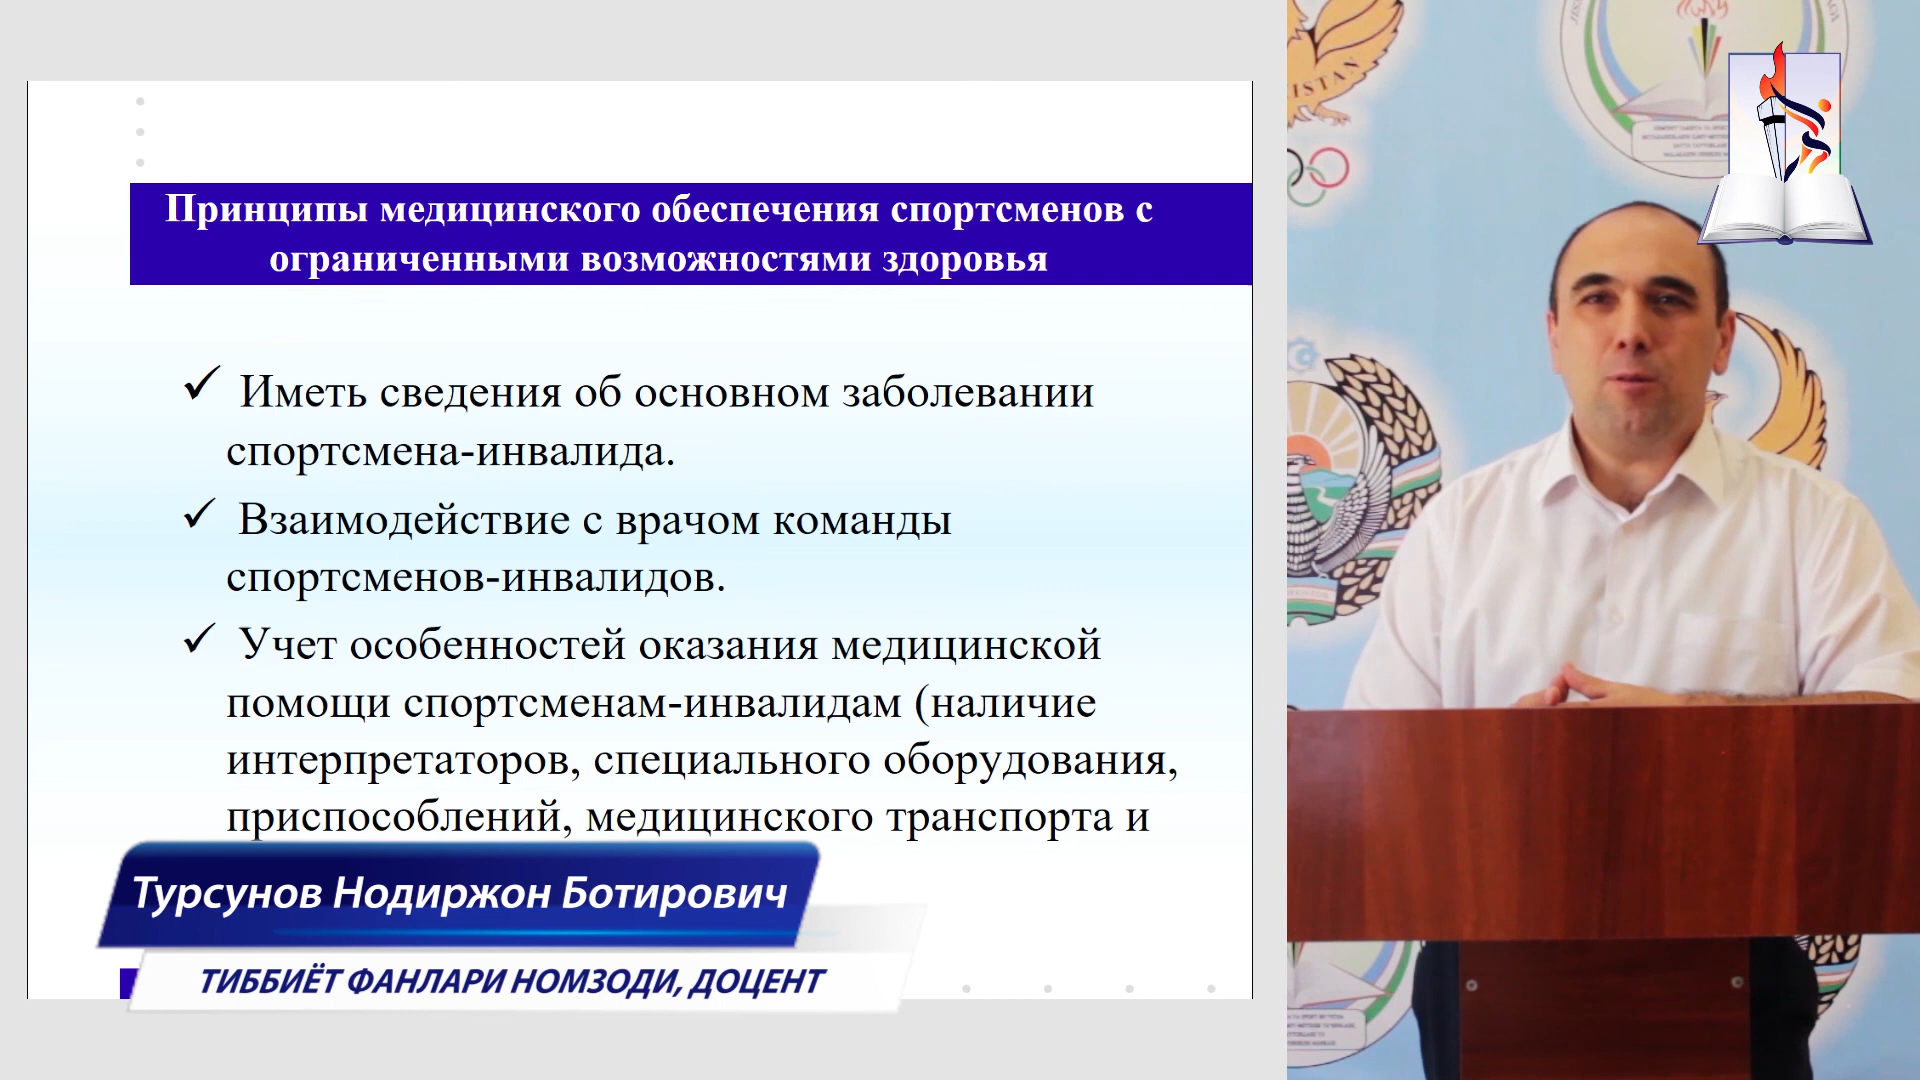 Принципы медицинского обеспечения спортсменов с
ограниченными возможностями здоровья
✓ Иметь сведения об основном заболевании
спортсмена-инвалида.
✓ Взаимодействие с врачом команды
спортсменов-инвалидов.
✓ Учет особенностей оказания медицинской
помощи спортсменам-инвалидам (наличие
интерпретаторов, специального оборудования,
приспособлений, медицинского транспорта и
Турсунов Нодиржон Ботирович
ТИББИЁТ ФАНЛАРИ НОМЗОДИ, ДОЦЕНТ
ISTAN